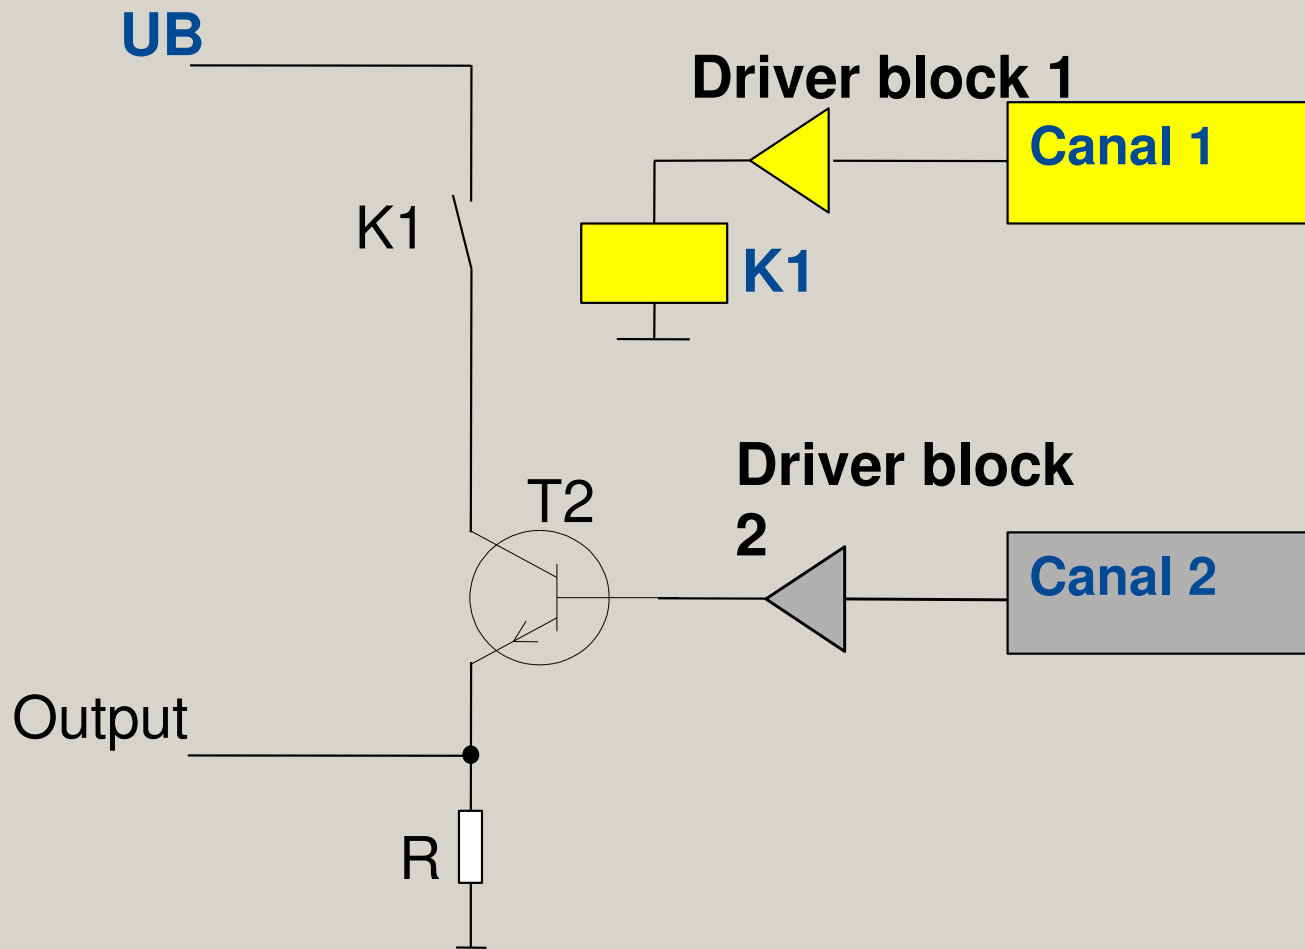 UB
Driver block 1
Canal 1
K1
K1
Driver block
2
T2
Canal 2
Output
R